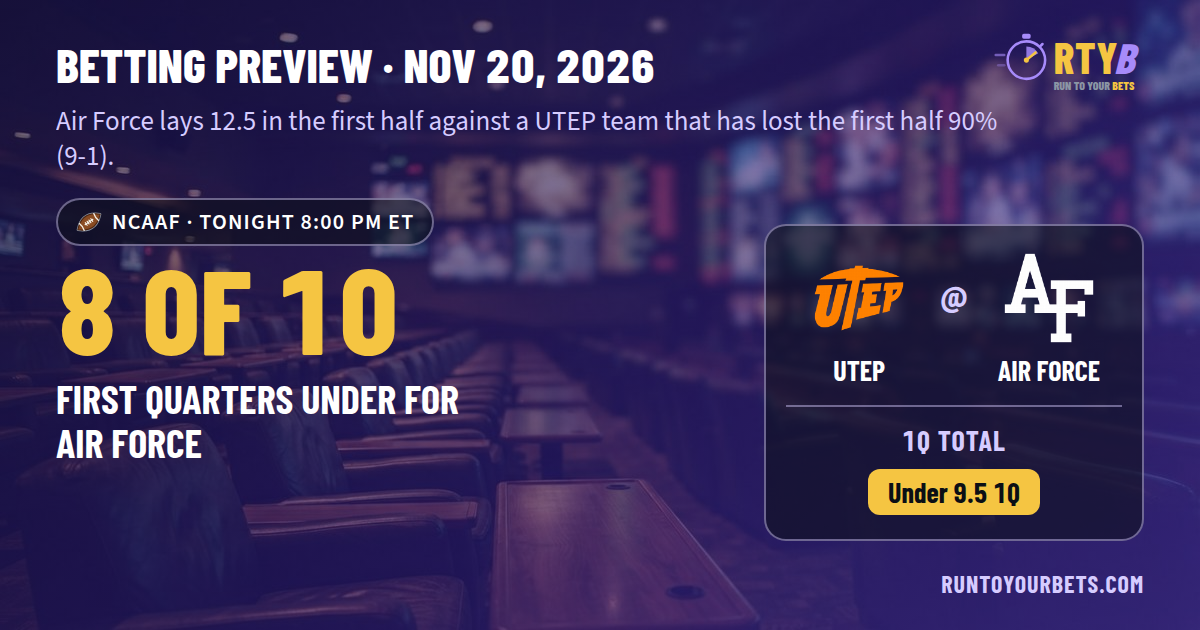 BETTING PREVIEW · NOV 20, 2026
RTYB
RUN TO YOUR BETS
Air Force lays 12.5 in the first half against a UTEP team that has lost the first half 90%
(9-1).
NCAAF · TONIGHT 8:00 PM ET
8 OF 10
FIRST QUARTERS UNDER FOR
AIR FORCE
UTEP
@
AF
UTEP
AIR FORCE
1Q TOTAL
Under 9.5 1Q
RUNTOYOURBETS.COM